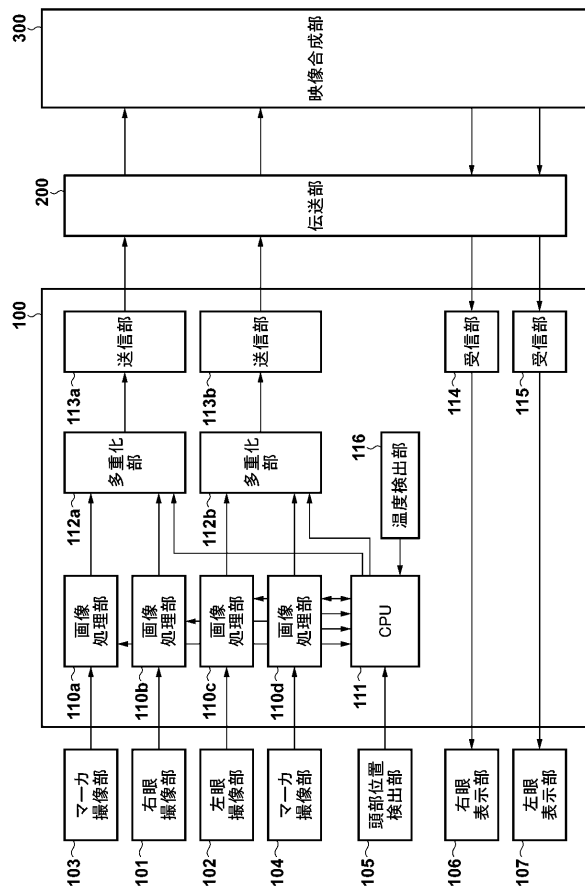 103
マーカ
撮像部
101
右眼
撮像部
102
左眼
撮像部
104
マーカ
撮像部
105
頭部位置
検出部
106
右眼
表示部
107
左眼
表示部
100
110a
画像
処理部
110b
画像
処理部
110c
画像
処理部
110d
画像
処理部
111
CPU
112a
多重化
部
112b
多重化
部
116
温度検出部
113a
送信部
113b
送信部
114
受信部
115
受信部
200
伝送部
300
映像合成部